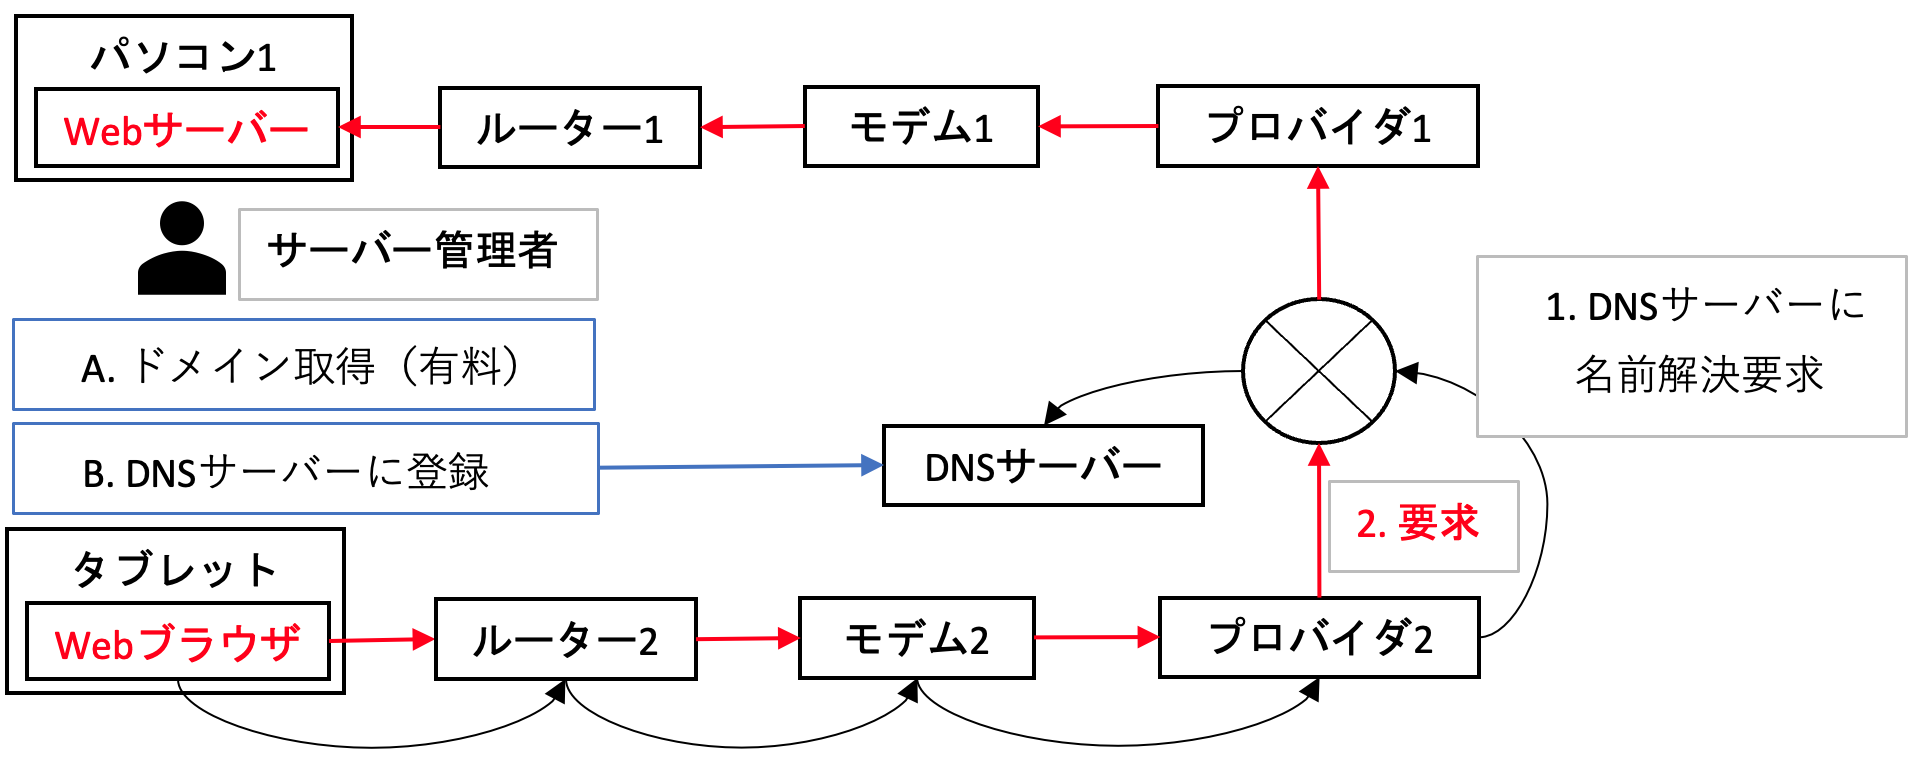 パソコン1
Webサーバー
ルーター1
モデム1
プロバイダ1
サーバー管理者
1. DNSサーバーに
名前解決要求
A. ドメイン取得（有料）
B. DNSサーバーに登録
DNSサーバー
2. 要求
タブレット
Webブラウザ
ルーター2
モデム2
プロバイダ2